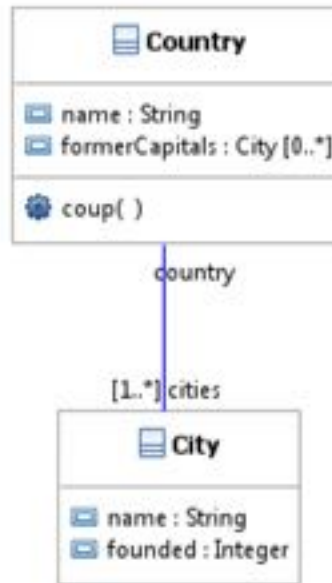 Country
name : String
formerCapitals : City [0..*]
coup( )
country
[1..*] cities
City
name : String
founded : Integer